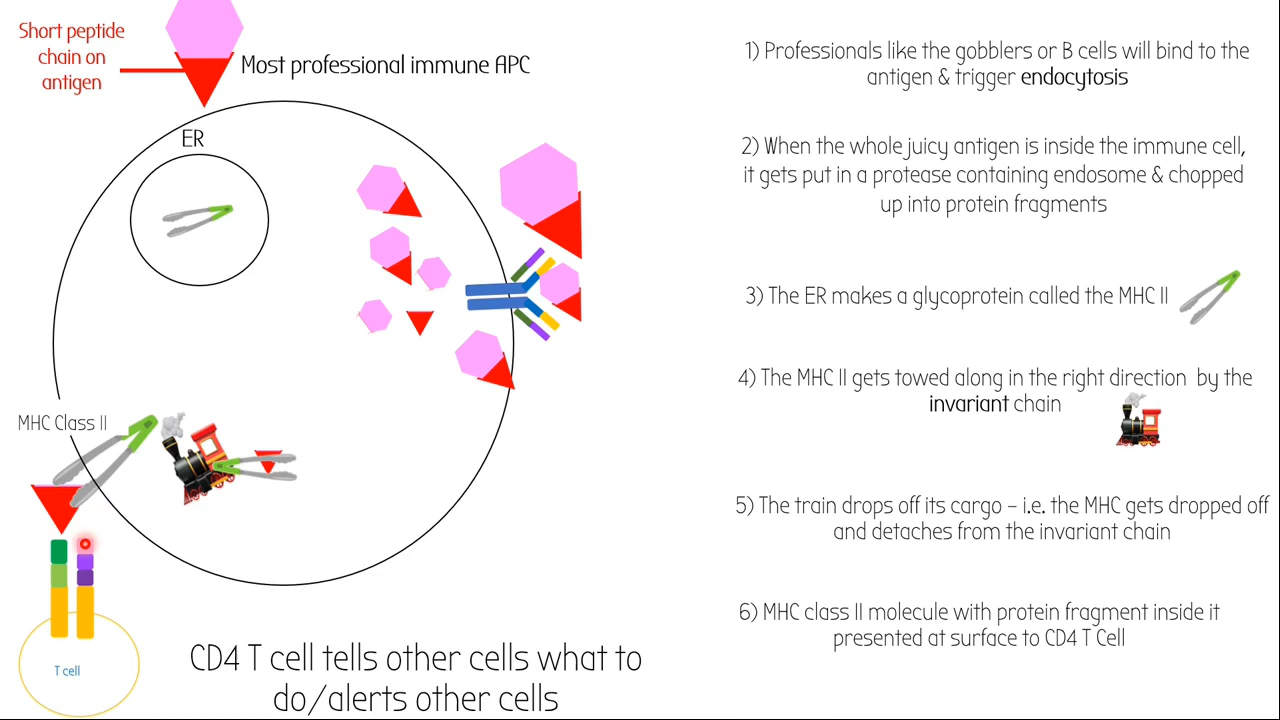 Short peptide
chain on
antigen
Most professional immune APC
ER
MHC Class II
T cell
CD4 T cell tells other cells what to
do/alerts other cells
1) Professionals like the gobblers or B cells will bind to the
antigen & trigger endocytosis
2) When the whole juicy antigen is inside the immune cell,
it gets put in a protease containing endosome & chopped
up into protein fragments
3) The ER makes a glycoprotein called the MHC II
4) The MHC II gets towed along in the right direction by the
invariant chain
5) The train drops off its cargo – i.e. the MHC gets dropped off
and detaches from the invariant chain
6) MHC class II molecule with protein fragment inside it
presented at surface to CD4 T Cell